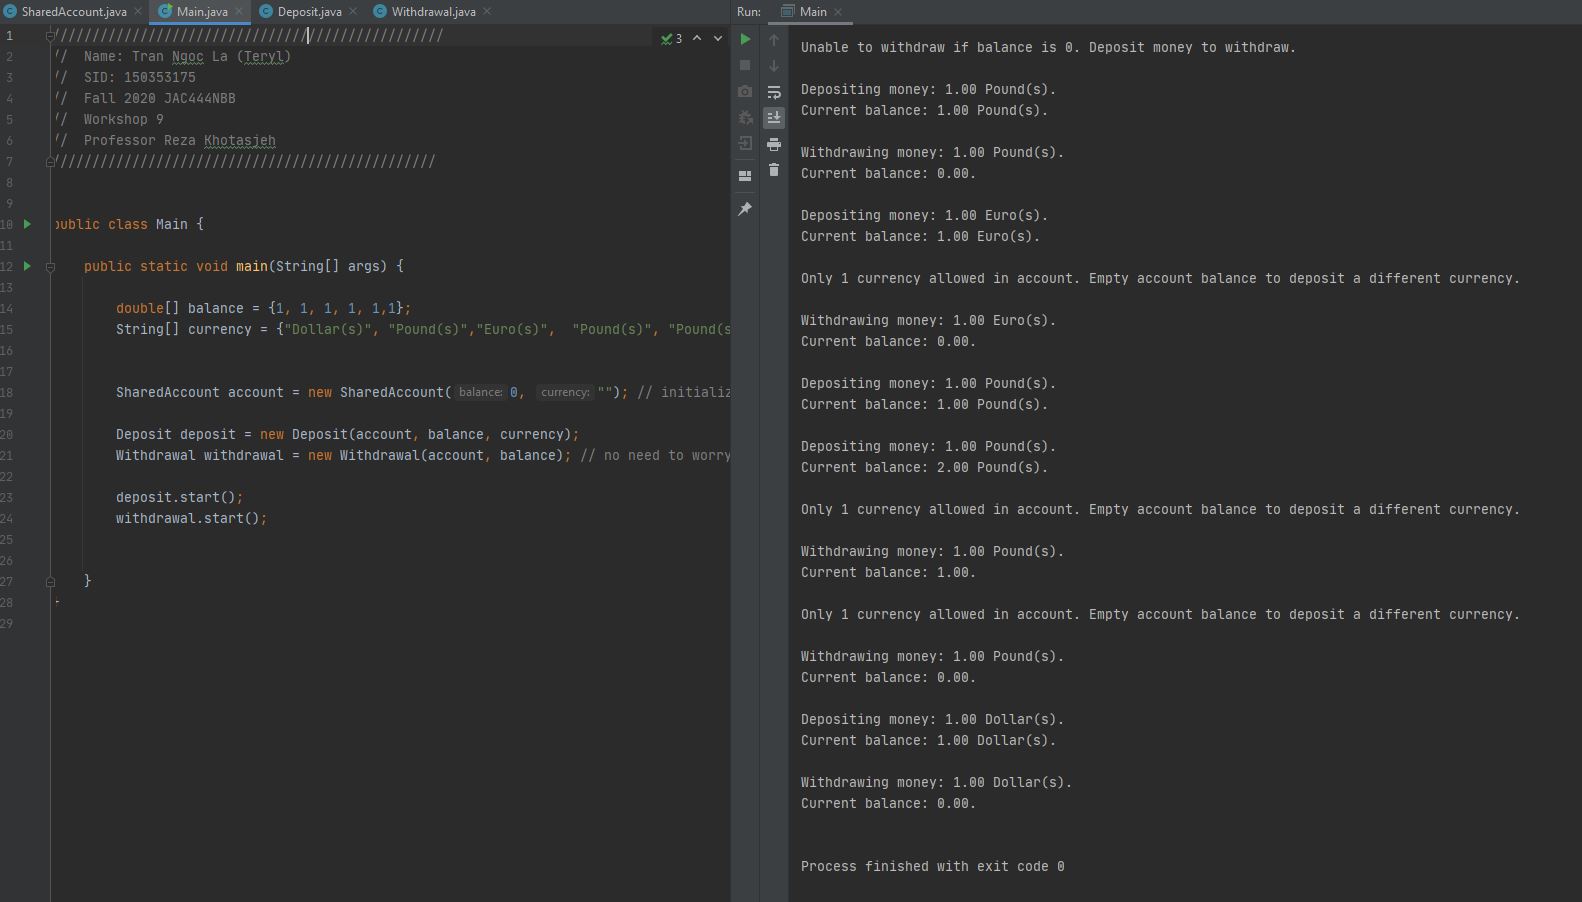 SharedAccount.java
Main.java
Deposit.java
Withdrawal.java
1 /////////////////////////////////////////////////
3
2 // Name: Tran Ngoc La (Teryl)
3 // SID: 150353175
4 // Fall 2020 JAC444NBB
5 // Workshop 9
6 // Professor Reza Khotasjeh
7 ////////////////////////////////////////////////
8
9
10 public class Main {
11
12 public static void main(String[] args) {
13
14 double[] balance = {1, 1, 1, 1, 1,1};
15 String[] currency = {"Dollar(s)", "Pound(s)","Euro(s)",  "Pound(s)", "Pound(s
16
17
18 SharedAccount account = new SharedAccount( balance: 0, currency: ""); // initializ
19
20 Deposit deposit = new Deposit(account, balance, currency);
21 Withdrawal withdrawal = new Withdrawal(account, balance); // no need to worry
22
23 deposit.start();
24 withdrawal.start();
25
26
27 }
28 }
29
Run: Main
Unable to withdraw if balance is 0. Deposit money to withdraw.
Depositing money: 1.00 Pound(s).
Current balance: 1.00 Pound(s).
Withdrawing money: 1.00 Pound(s).
Current balance: 0.00.
Depositing money: 1.00 Euro(s).
Current balance: 1.00 Euro(s).
Only 1 currency allowed in account. Empty account balance to deposit a different currency.
Withdrawing money: 1.00 Euro(s).
Current balance: 0.00.
Depositing money: 1.00 Pound(s).
Current balance: 1.00 Pound(s).
Depositing money: 1.00 Pound(s).
Current balance: 2.00 Pound(s).
Only 1 currency allowed in account. Empty account balance to deposit a different currency.
Withdrawing money: 1.00 Pound(s).
Current balance: 1.00.
Only 1 currency allowed in account. Empty account balance to deposit a different currency.
Withdrawing money: 1.00 Pound(s).
Current balance: 0.00.
Depositing money: 1.00 Dollar(s).
Current balance: 1.00 Dollar(s).
Withdrawing money: 1.00 Dollar(s).
Current balance: 0.00.
Process finished with exit code 0